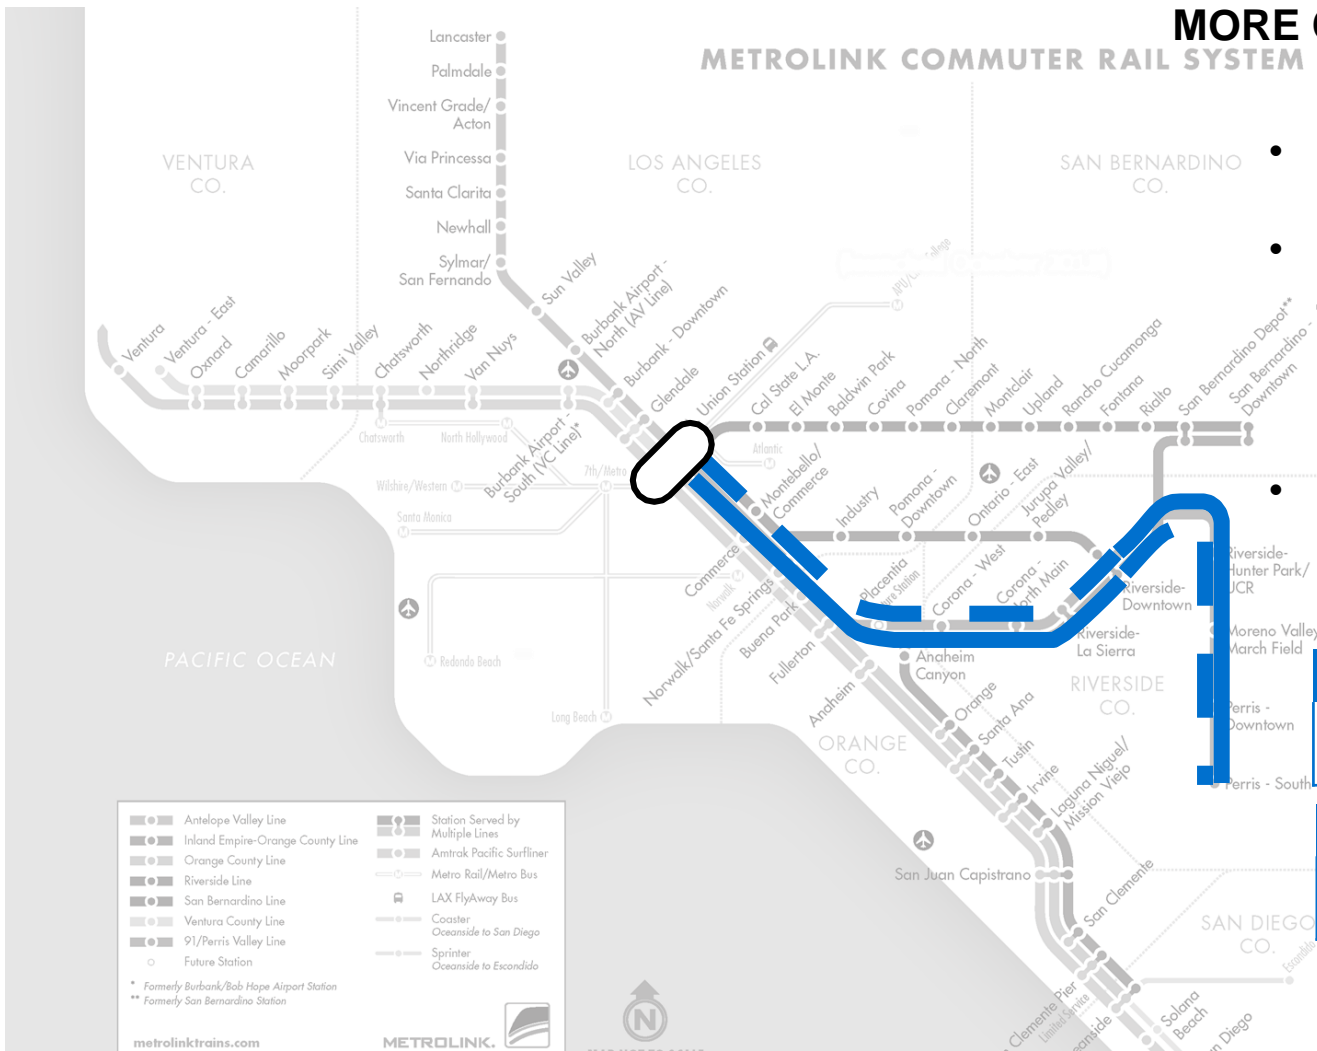 MORE
METROLINK COMMUTER RAIL SYSTEM
Lancaster
Palmdale
Vincent Grade/
Acton
Via Princessa
Santa Clarita
Newhall
Sylmar/
San Fernando
VENTURA
CO.
LOS ANGELES
CO.
SAN BERNARDINO
CO.
Sun Valley
Burbank Airport -
North (AV Line)
Burbank - Downtown
Glendale
Ventura
Ventura - East
Oxnard
Camarillo
Moorpark
Simi Valley
Chatsworth
Northridge
Van Nuys
Burbank Airport -
South (VC Line)*
Union Station
Cal State L.A.
El Monte
Baldwin Park
Covina
Pomona - North
Claremont
Montclair
Upland
Rancho Cucamonga
Fontana
Rialto
San Bernardino Depot**
San Bernardino -
Downtown
Chatsworth
North Hollywood
7th/Metro
Wilshire/Western
Santa Monica
Atlantic
Norwalk
Redondo Beach
Long Beach
Montebello/
Commerce
Industry
Pomona -
Downtown
Ontario - East
Jurupa Valley/
Pedley
Commerce
Norwalk/Santa Fe Springs
Buena Park
Fullerton
Placentia
Corona - West
Corona -
North Main
Riverside-
La Sierra
Riverside-
Downtown
Riverside-
Hunter Park/
UCR
Moreno Valley
March Field
Perris -
Downtown
Perris - South
RIVERSIDE
CO.
Anaheim
Canyon
Anaheim
Orange
Santa Ana
Tustin
Irvine
Laguna Niguel/
Mission Viejo
ORANGE
CO.
San Juan Capistrano
San Clemente
SAN DIEGO
CO.
Escondido
Clemente Pier
Limited Service
Solana
Beach
PACIFIC OCEAN
Antelope Valley Line
Inland Empire-Orange County Line
Orange County Line
Riverside Line
San Bernardino Line
Ventura County Line
91/Perris Valley Line
Future Station
Station Served by
Multiple Lines
Amtrak Pacific Surfliner
Metro Rail/Metro Bus
LAX FlyAway Bus
Coaster
Oceanside to San Diego
Sprinter
Oceanside to Escondido
* Formerly Burbank/Bob Hope Airport Station
** Formerly San Bernardino Station
metrolinktrains.com
METROLINK.
N